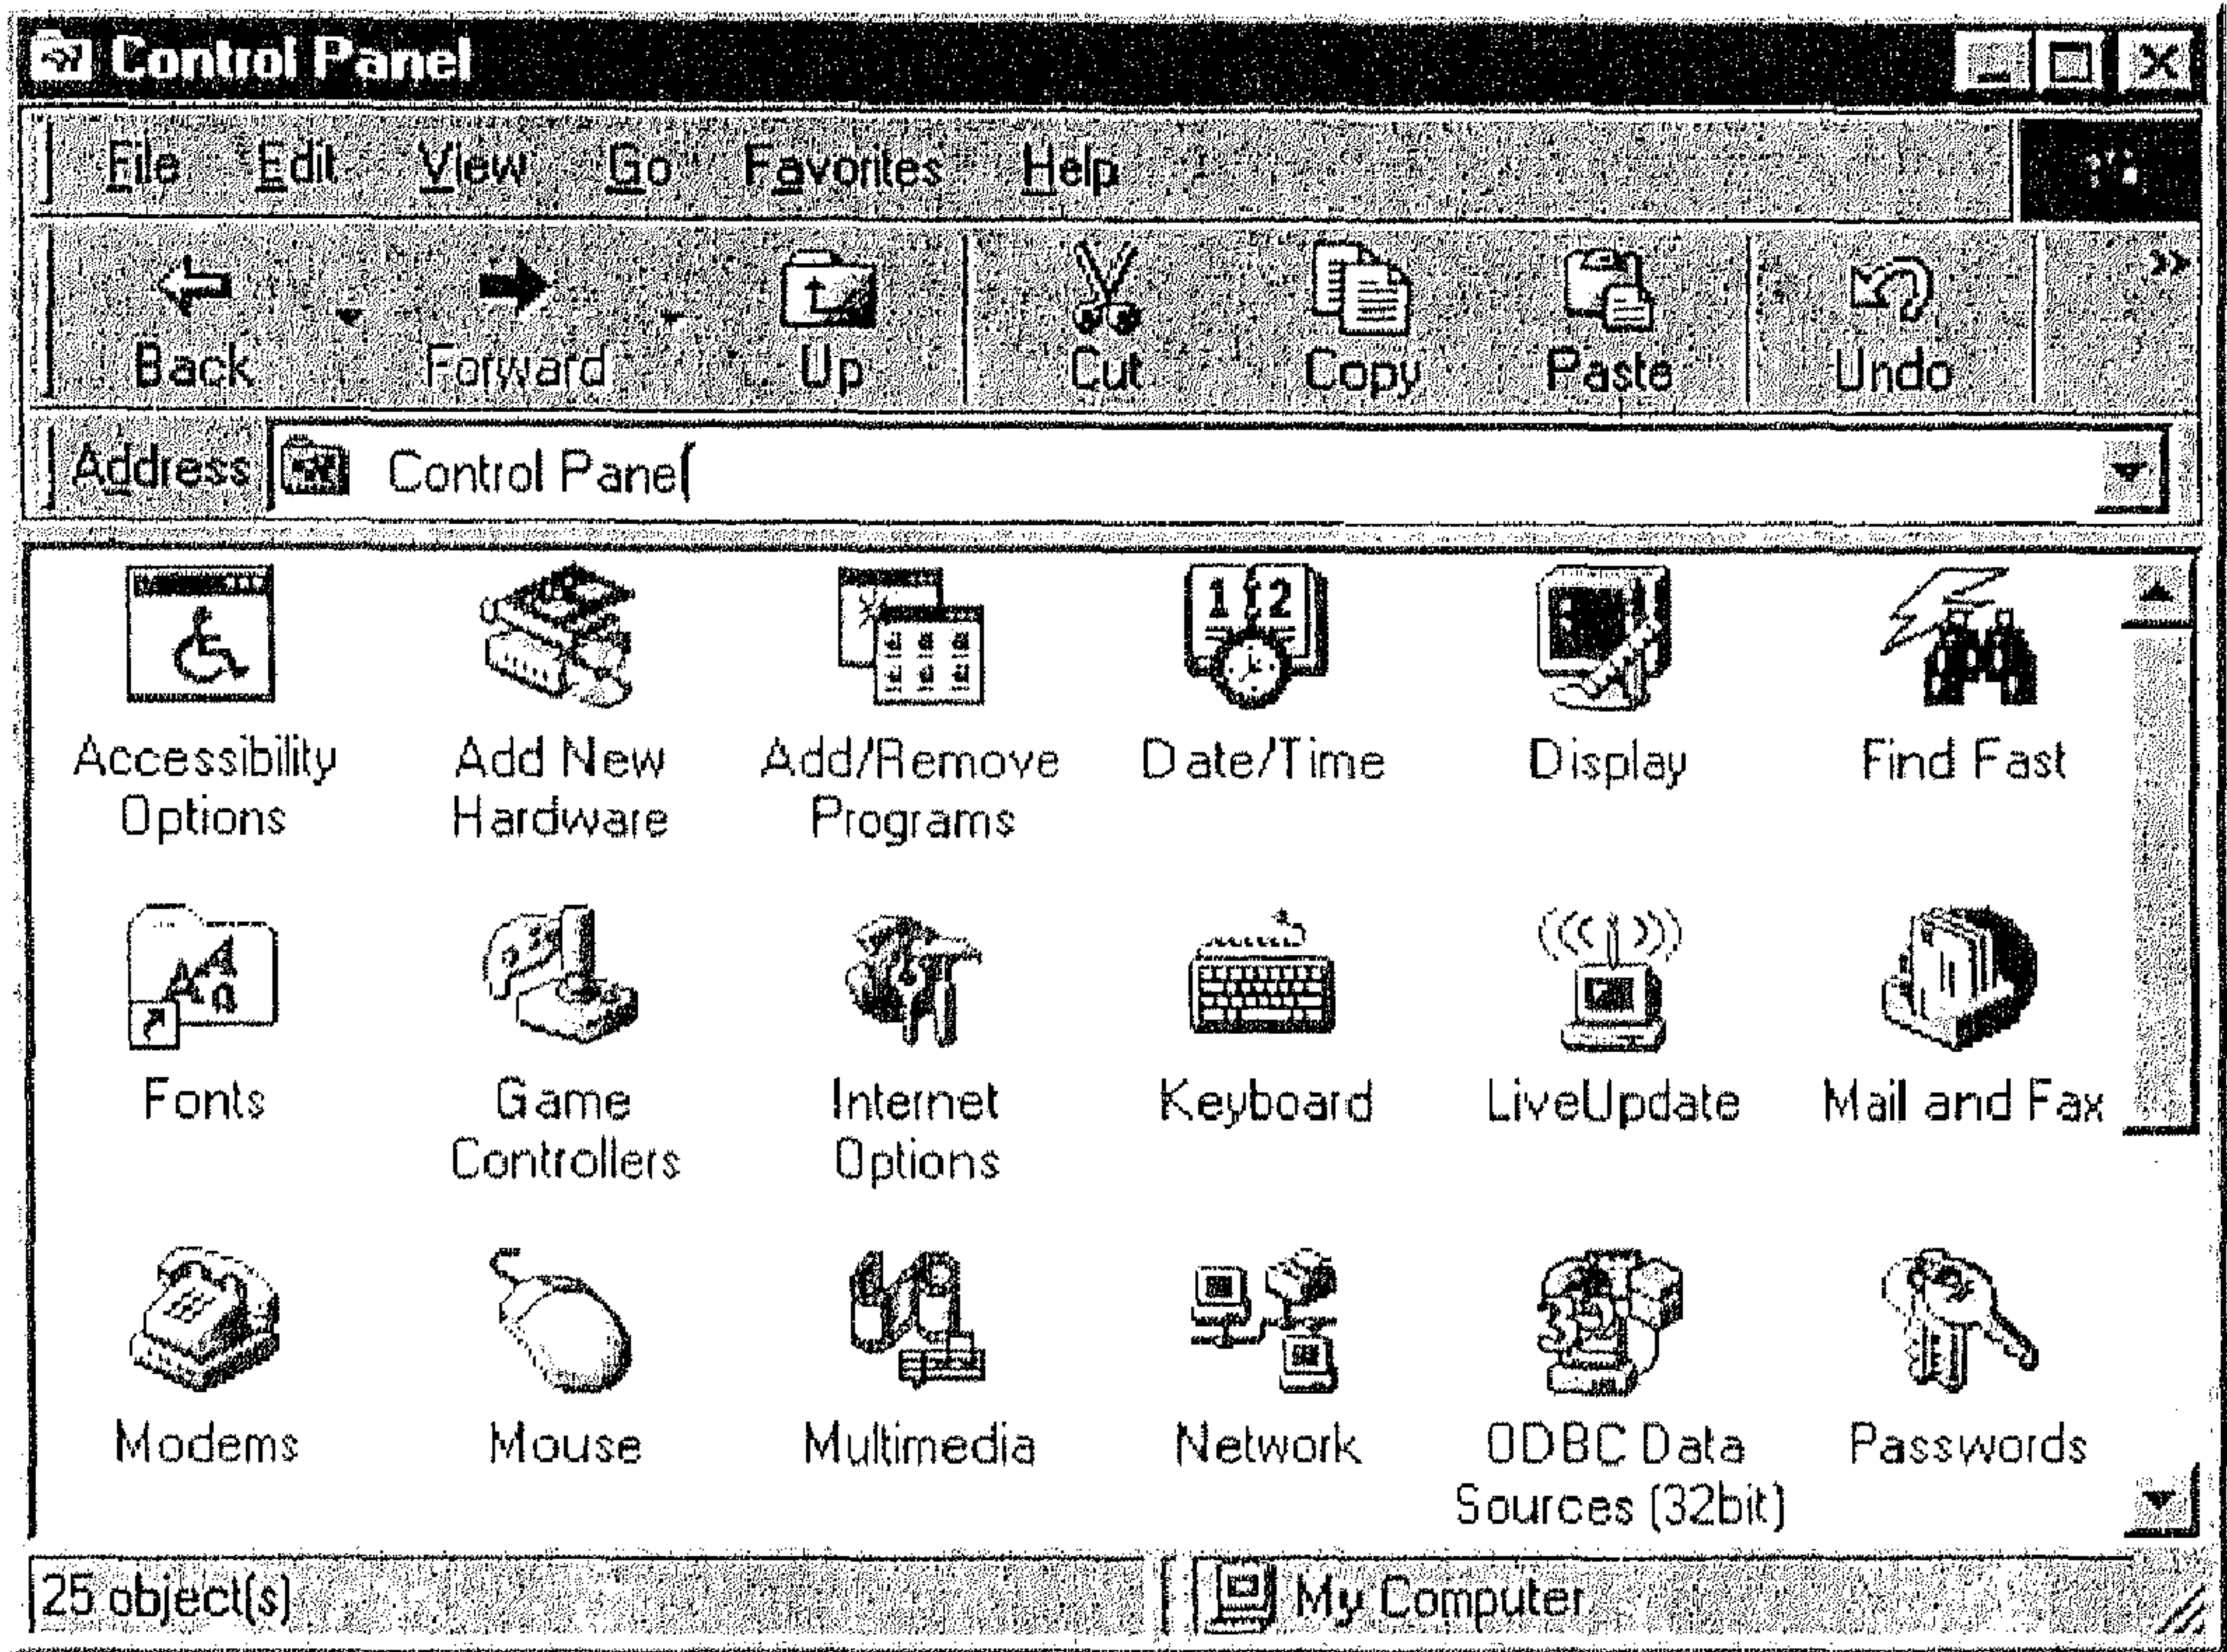 Control Panel
File Edit View Go Favorites Help
Back Forward Up Cut Copy Paste Undo
Address Control Panel
Accessibility Options Add New Hardware Add/Remove Programs Date/Time Display Find Fast
Fonts Game Controllers Internet Options Keyboard LiveUpdate Mail and Fax
Modems Mouse Multimedia Network ODBC Data Sources (32bit) Passwords
25 object(s) My Computer